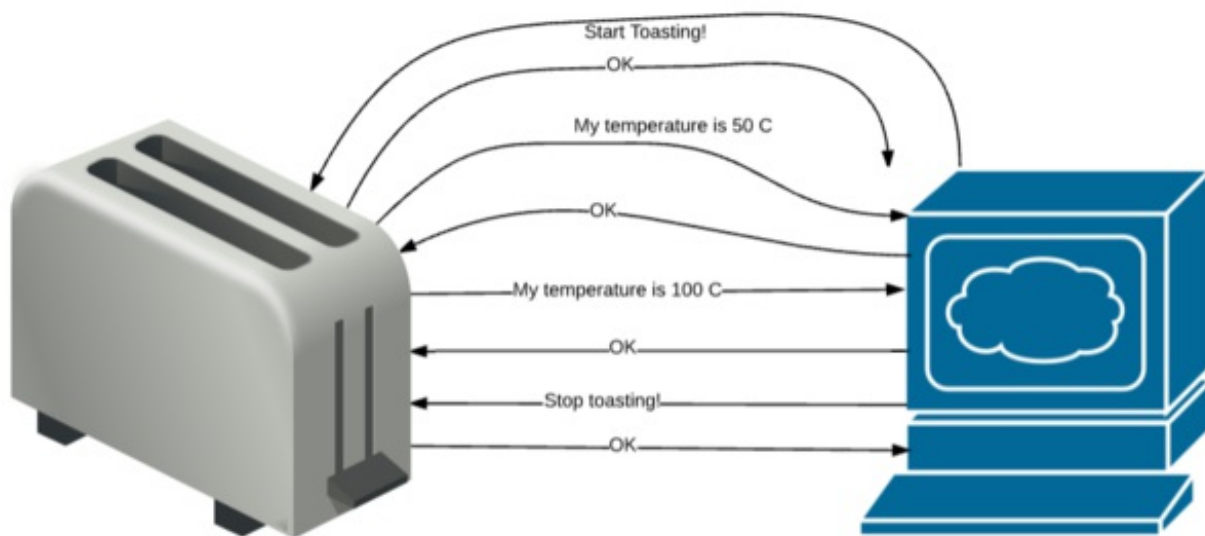 Start Toasting!
OK
My temperature is 50 C
OK
My temperature is 100 C
OK
Stop toasting!
OK